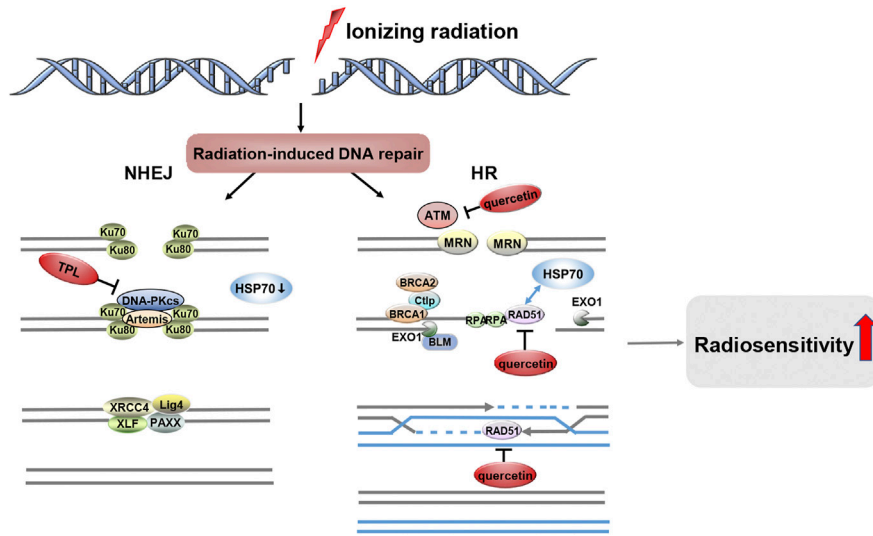 Ionizing radiation
Radiation-induced DNA repair
NHEJ
HR
Ku70
Ku80
Ku70
Ku80
TPL
DNA-PKcs
Ku70
Artemis
Ku70
Ku80
Ku80
HSP70↓
XRCC4
Lig4
XLF
PAXX
ATM
quercetin
MRN
MRN
BRCA2
CtIp
BRCA1
EXO1
BLM
RPA
RPA
RAD51
HSP70
EXO1
quercetin
RAD51
quercetin
Radiosensitivity